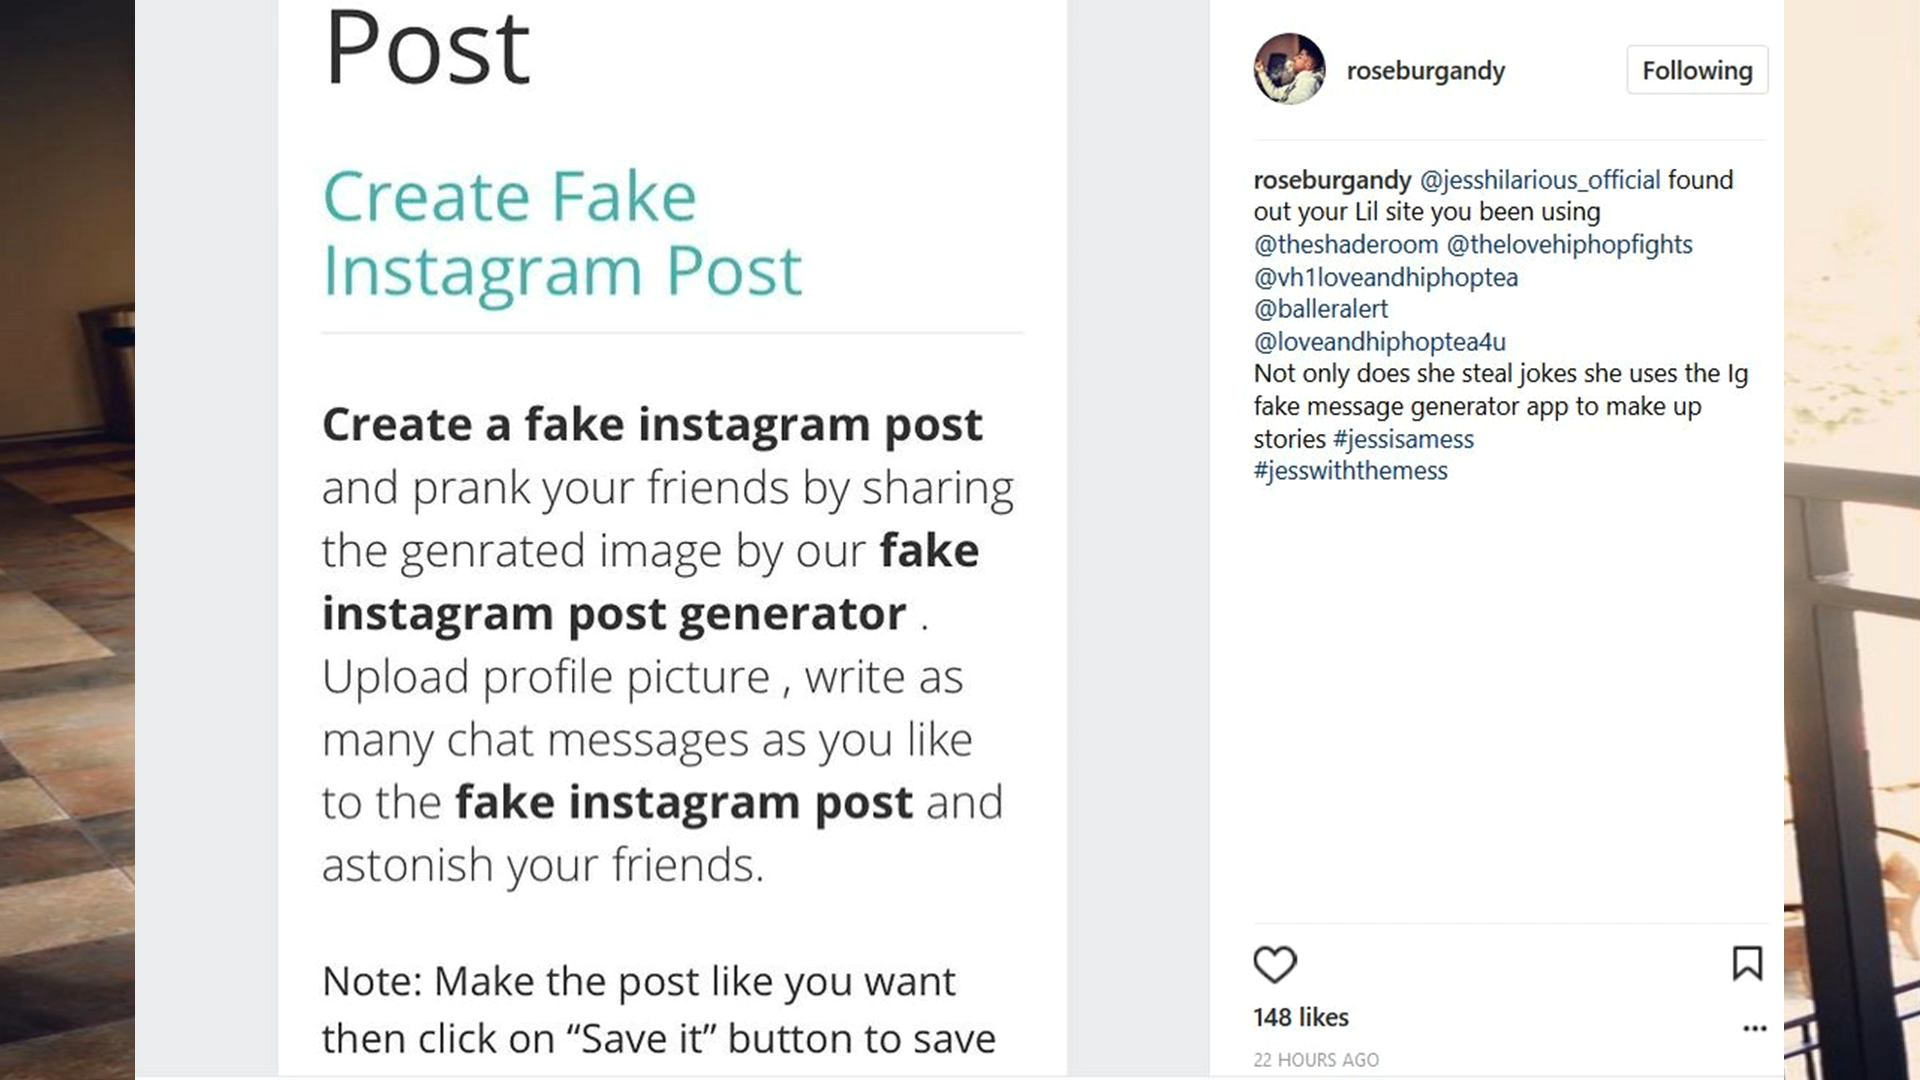 Post
Create Fake
Instagram Post
Create a fake instagram post
and prank your friends by sharing
the genrated image by our fake
instagram post generator .
Upload profile picture , write as
many chat messages as you like
to the fake instagram post and
astonish your friends.
Note: Make the post like you want
then click on “Save it” button to save
roseburgandy
Following
roseburgandy @jesshilarious_official found
out your Lil site you been using
@theshaderoom @thelovehiphopfights
@vh1loveandhiphoptea
@balleralert
@loveandhiphoptea4u
Not only does she steal jokes she uses the Ig
fake message generator app to make up
stories #jessisamess
#jesswiththemess
148 likes
22 HOURS AGO